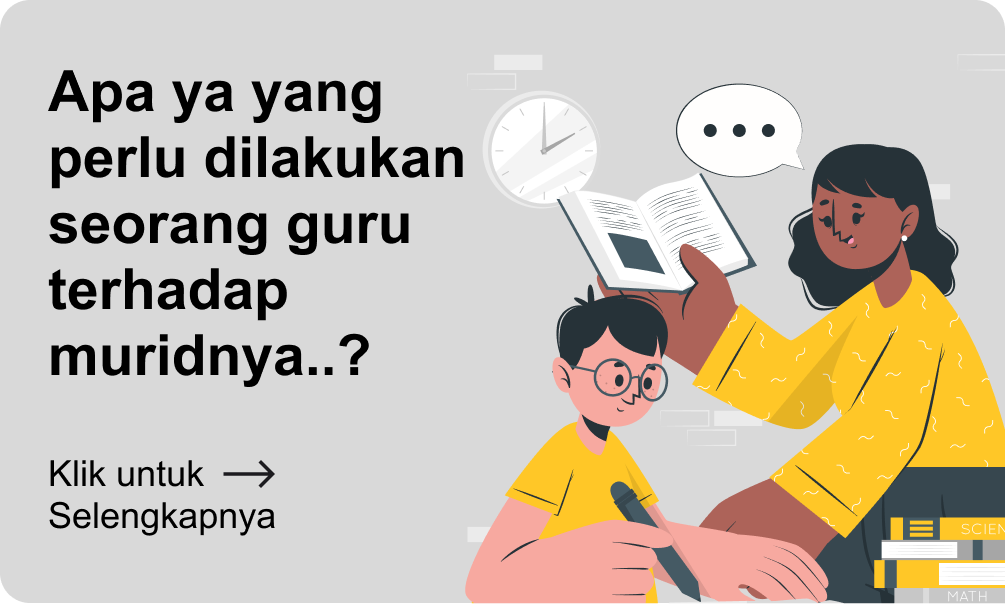 Apa ya yang
perlu dilakukan
seorang guru
terhadap
muridnya..?
Klik untuk
Selengkapnya
SCIEN
MATH